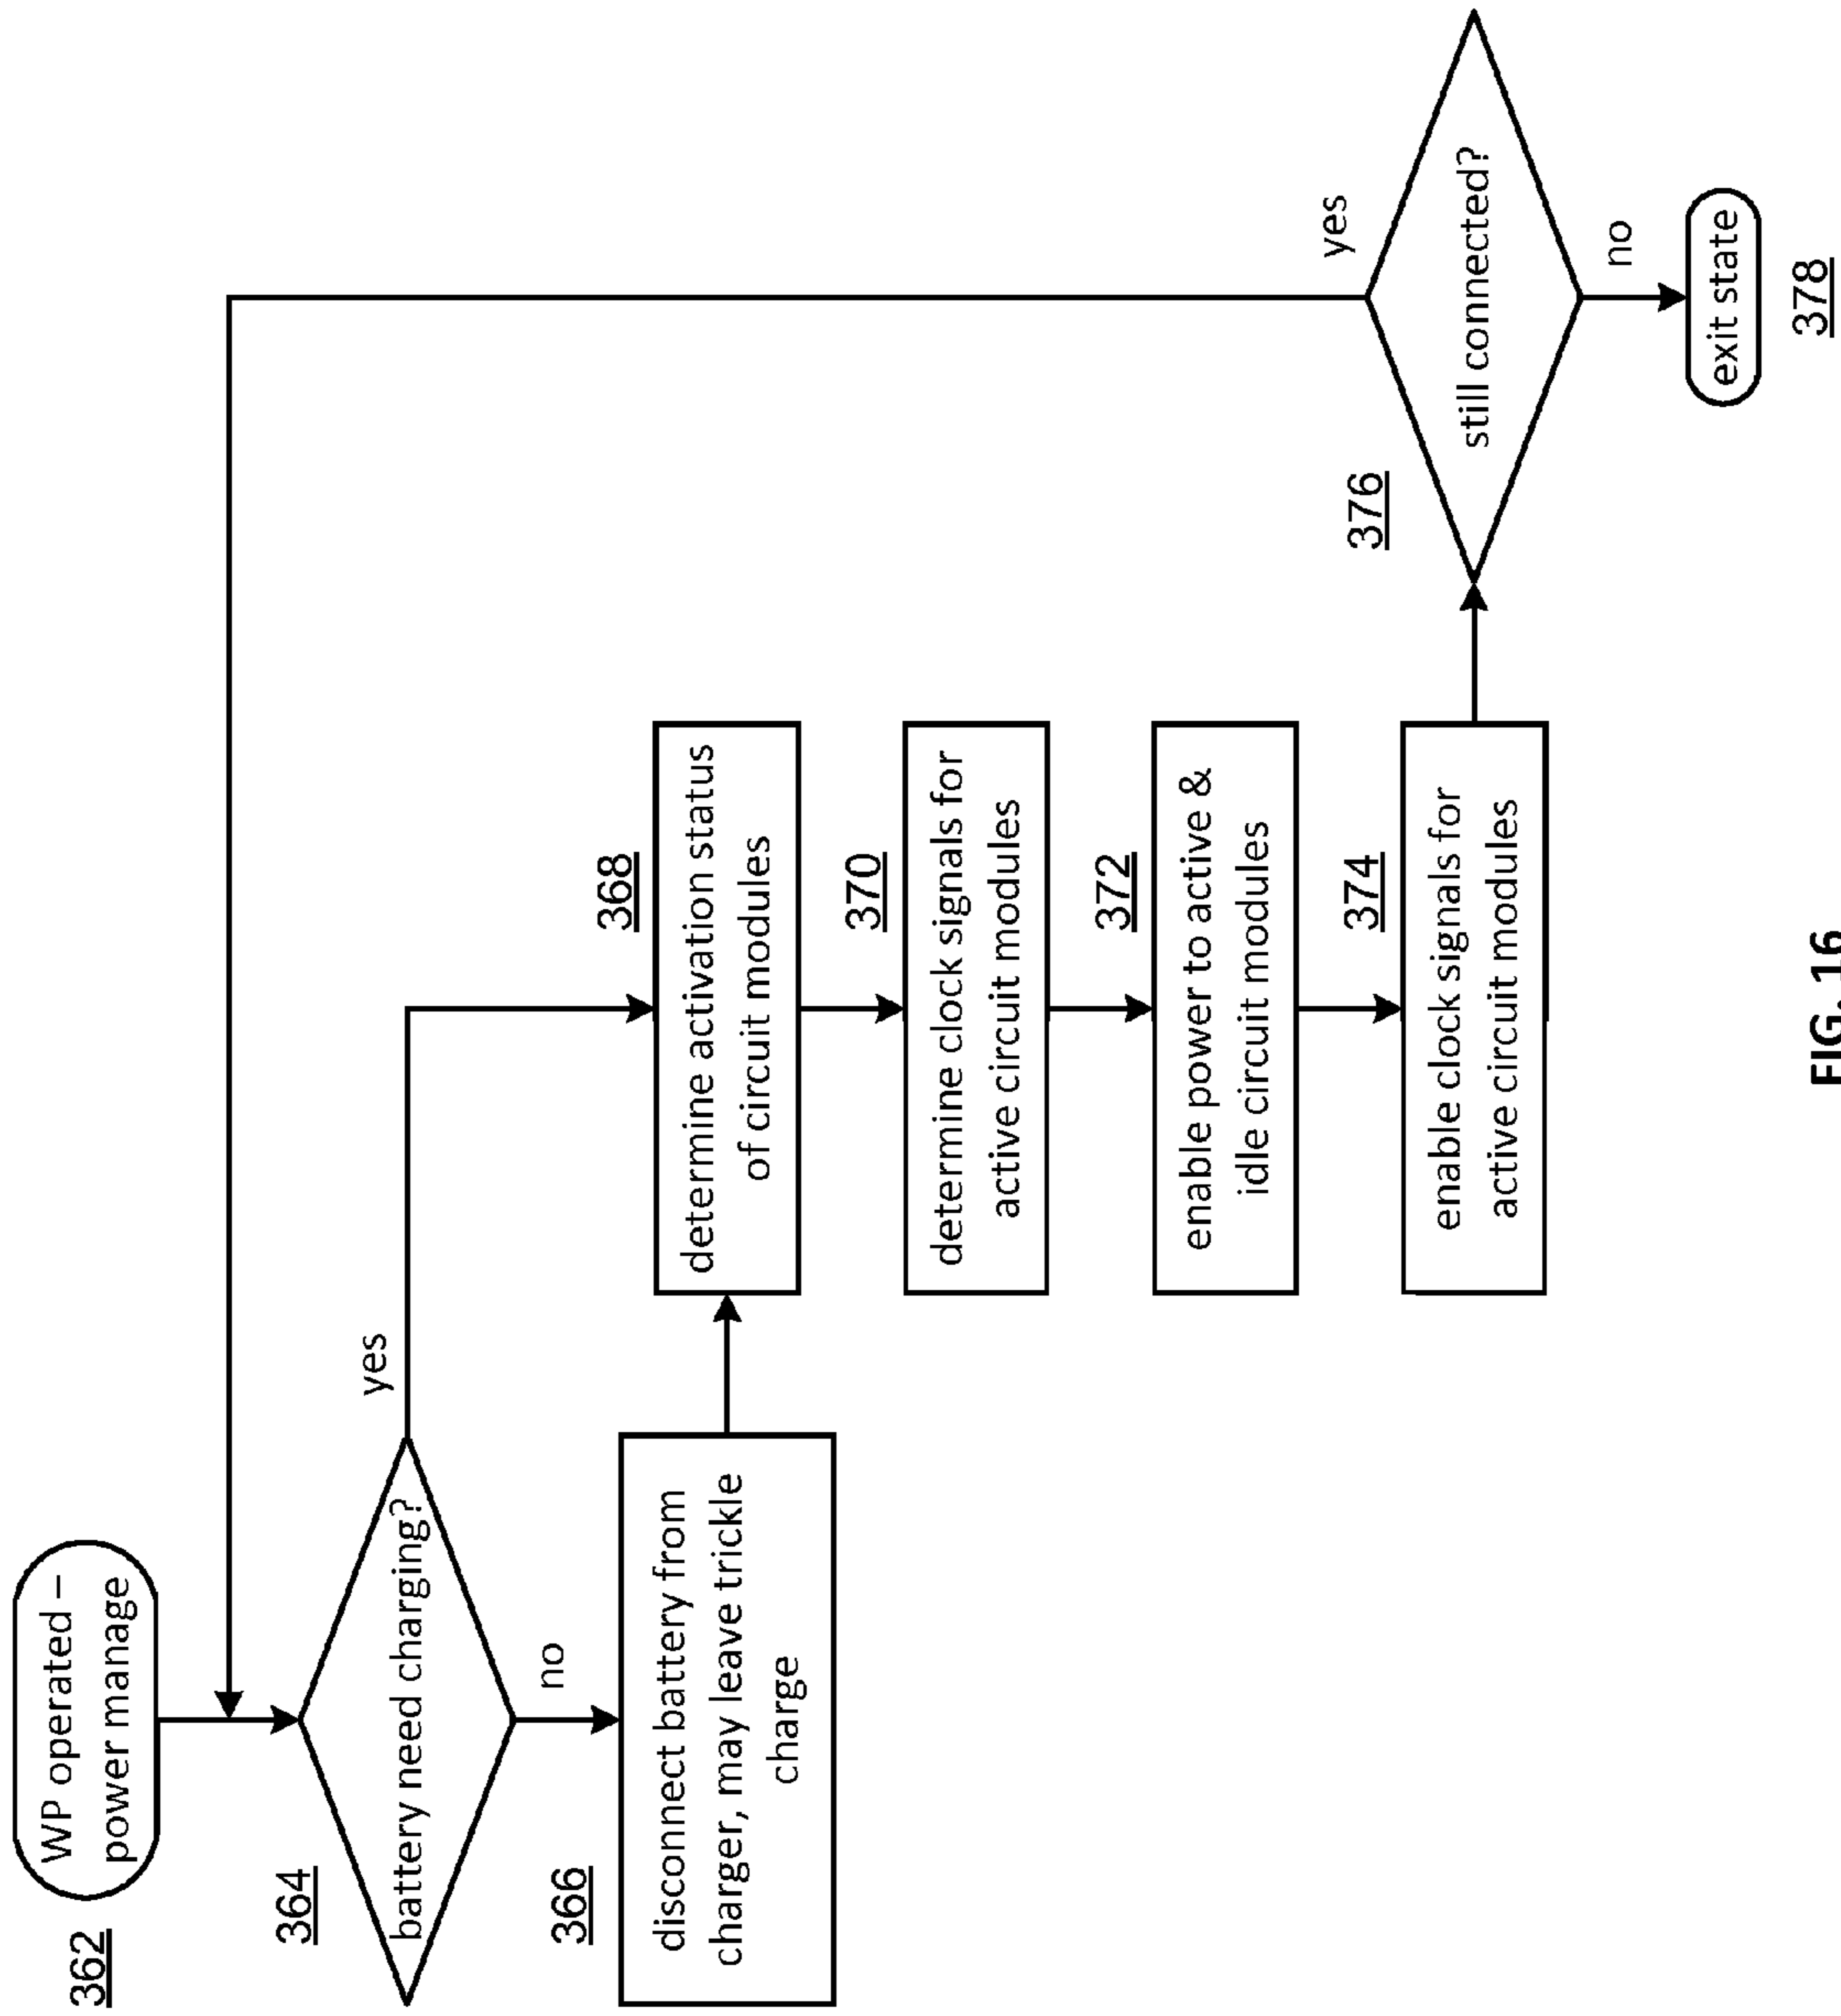 362
WP operated –
power manage
364
battery need charging?
yes
no
366
disconnect battery from
charger, may leave trickle
charge
368
determine activation status
of circuit modules
370
determine clock signals for
active circuit modules
372
enable power to active &
idle circuit modules
374
enable clock signals for
active circuit modules
376
still connected?
yes
no
exit state
378
FIG. 16